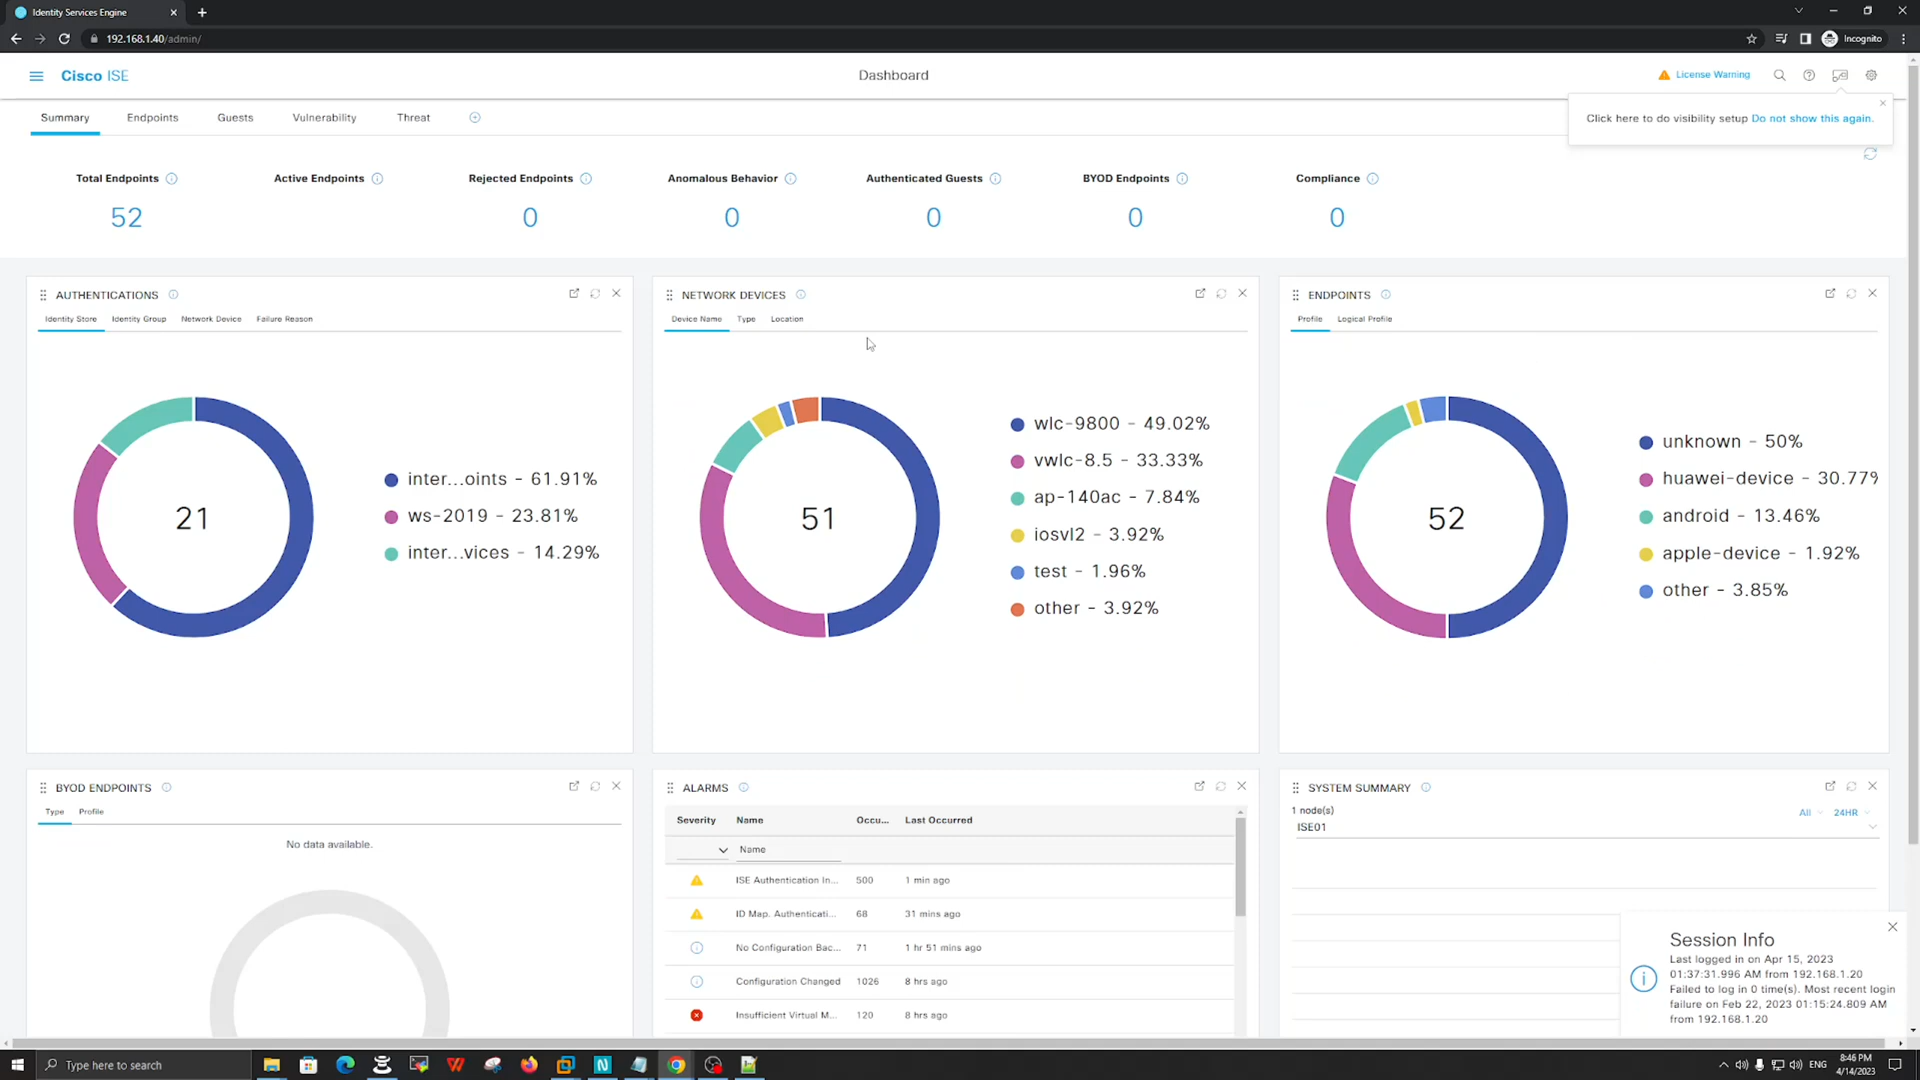 Identity Services Engine
192.168.1.40/admin/
Incognito
Cisco ISE
Dashboard
License Warning
Click here to do visibility setup Do not show this again.
Summary
Endpoints
Guests
Vulnerability
Threat
Total Endpoints
52
Active Endpoints
Rejected Endpoints
0
Anomalous Behavior
0
Authenticated Guests
0
BYOD Endpoints
0
Compliance
0
AUTHENTICATIONS
Identity Store
Identity Group
Network Device
Failure Reason
21
inter...oints - 61.91%
ws-2019 - 23.81%
inter...vices - 14.29%
NETWORK DEVICES
Device Name
Type
Location
51
wlc-9800 - 49.02%
vwlc-8.5 - 33.33%
ap-140ac - 7.84%
iosvl2 - 3.92%
test - 1.96%
other - 3.92%
ENDPOINTS
Profile
Logical Profile
52
unknown - 50%
huawei-device - 30.77%
android - 13.46%
apple-device - 1.92%
other - 3.85%
BYOD ENDPOINTS
Type
Profile
No data available.
ALARMS
Severity Name Occu... Last Occurred
Name
ISE Authentication In... 500 1 min ago
ID Map. Authenticati... 68 31 mins ago
No Configuration Bac... 71 1 hr 51 mins ago
Configuration Changed 1026 8 hrs ago
Insufficient Virtual M... 120 8 hrs ago
SYSTEM SUMMARY
1 node(s)
All 24HR
ISE01
Session Info
Last logged in on Apr 15, 2023
01:37:31.996 AM from 192.168.1.20
Failed to log in 0 time(s). Most recent login
failure on Feb 22, 2023 01:15:24.809 AM
from 192.168.1.20
Type here to search
ENG
8:46 PM
4/14/2023